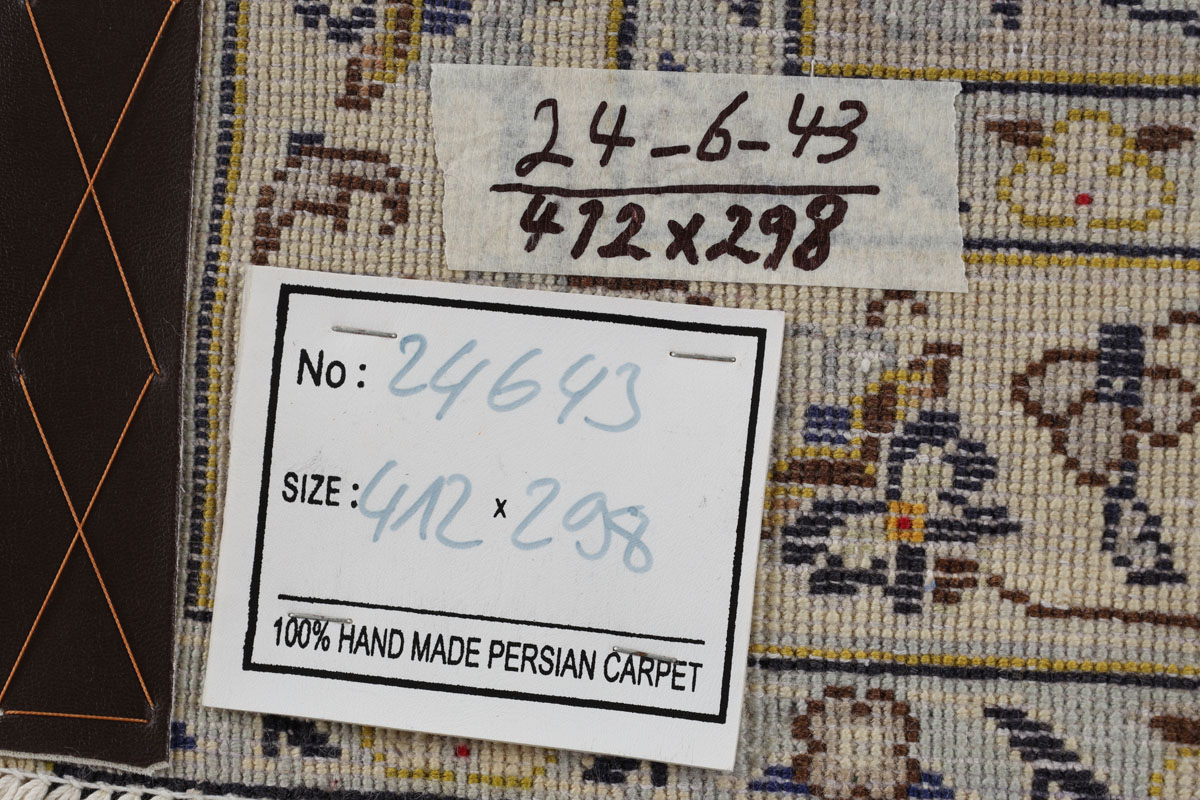 24-6-43
412x298
No: 24643
SIZE: 412 x 298
100% HAND MADE PERSIAN CARPET